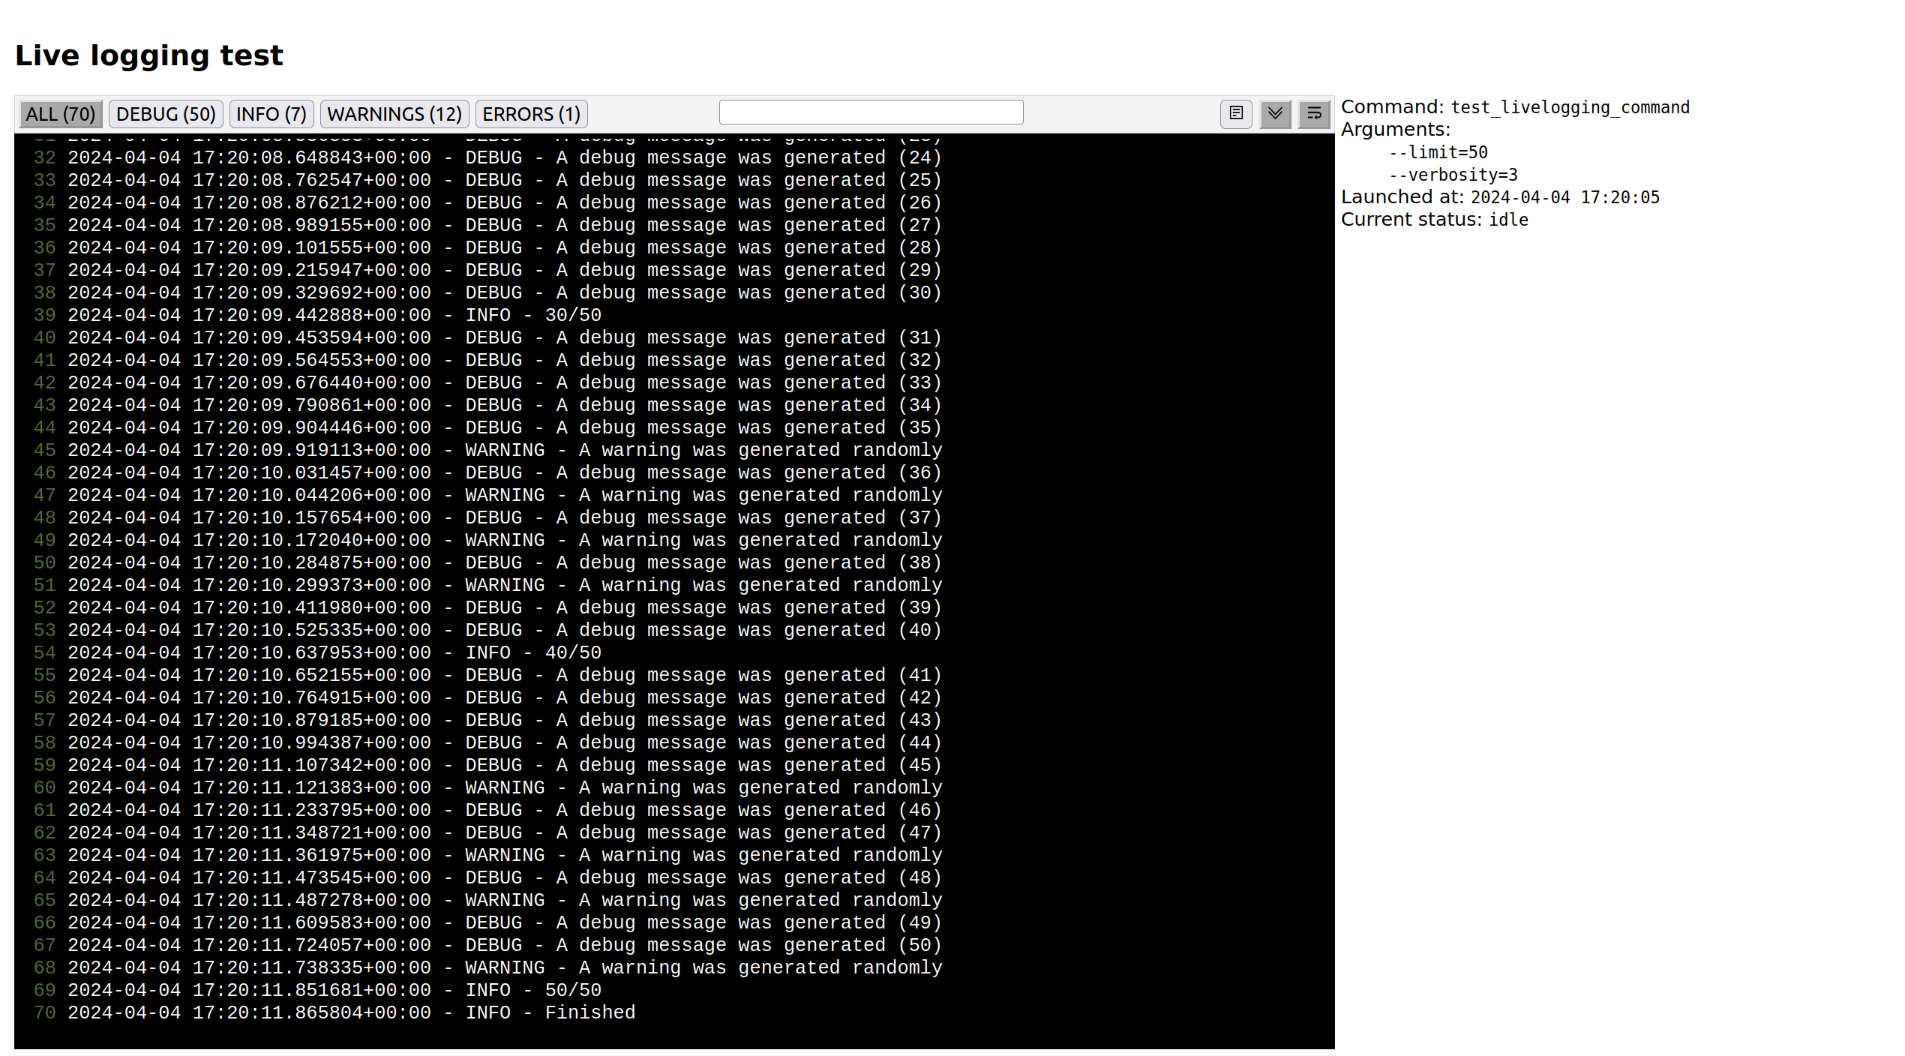 Live logging test
ALL (70) DEBUG (50) INFO (7) WARNINGS (12) ERRORS (1)
32 2024-04-04 17:20:08.648843+00:00 - DEBUG - A debug message was generated (24)
33 2024-04-04 17:20:08.762547+00:00 - DEBUG - A debug message was generated (25)
34 2024-04-04 17:20:08.876212+00:00 - DEBUG - A debug message was generated (26)
35 2024-04-04 17:20:08.989155+00:00 - DEBUG - A debug message was generated (27)
36 2024-04-04 17:20:09.101555+00:00 - DEBUG - A debug message was generated (28)
37 2024-04-04 17:20:09.215947+00:00 - DEBUG - A debug message was generated (29)
38 2024-04-04 17:20:09.329692+00:00 - DEBUG - A debug message was generated (30)
39 2024-04-04 17:20:09.442888+00:00 - INFO - 30/50
40 2024-04-04 17:20:09.453594+00:00 - DEBUG - A debug message was generated (31)
41 2024-04-04 17:20:09.564553+00:00 - DEBUG - A debug message was generated (32)
42 2024-04-04 17:20:09.676440+00:00 - DEBUG - A debug message was generated (33)
43 2024-04-04 17:20:09.790861+00:00 - DEBUG - A debug message was generated (34)
44 2024-04-04 17:20:09.904446+00:00 - DEBUG - A debug message was generated (35)
45 2024-04-04 17:20:09.919113+00:00 - WARNING - A warning was generated randomly
46 2024-04-04 17:20:10.031457+00:00 - DEBUG - A debug message was generated (36)
47 2024-04-04 17:20:10.044206+00:00 - WARNING - A warning was generated randomly
48 2024-04-04 17:20:10.157654+00:00 - DEBUG - A debug message was generated (37)
49 2024-04-04 17:20:10.172040+00:00 - WARNING - A warning was generated randomly
50 2024-04-04 17:20:10.284875+00:00 - DEBUG - A debug message was generated (38)
51 2024-04-04 17:20:10.299373+00:00 - WARNING - A warning was generated randomly
52 2024-04-04 17:20:10.411980+00:00 - DEBUG - A debug message was generated (39)
53 2024-04-04 17:20:10.525335+00:00 - DEBUG - A debug message was generated (40)
54 2024-04-04 17:20:10.637953+00:00 - INFO - 40/50
55 2024-04-04 17:20:10.652155+00:00 - DEBUG - A debug message was generated (41)
56 2024-04-04 17:20:10.764915+00:00 - DEBUG - A debug message was generated (42)
57 2024-04-04 17:20:10.879185+00:00 - DEBUG - A debug message was generated (43)
58 2024-04-04 17:20:10.994387+00:00 - DEBUG - A debug message was generated (44)
59 2024-04-04 17:20:11.107342+00:00 - DEBUG - A debug message was generated (45)
60 2024-04-04 17:20:11.121383+00:00 - WARNING - A warning was generated randomly
61 2024-04-04 17:20:11.233795+00:00 - DEBUG - A debug message was generated (46)
62 2024-04-04 17:20:11.348721+00:00 - DEBUG - A debug message was generated (47)
63 2024-04-04 17:20:11.361975+00:00 - WARNING - A warning was generated randomly
64 2024-04-04 17:20:11.473545+00:00 - DEBUG - A debug message was generated (48)
65 2024-04-04 17:20:11.487278+00:00 - WARNING - A warning was generated randomly
66 2024-04-04 17:20:11.609583+00:00 - DEBUG - A debug message was generated (49)
67 2024-04-04 17:20:11.724057+00:00 - DEBUG - A debug message was generated (50)
68 2024-04-04 17:20:11.738335+00:00 - WARNING - A warning was generated randomly
69 2024-04-04 17:20:11.851681+00:00 - INFO - 50/50
70 2024-04-04 17:20:11.865804+00:00 - INFO - Finished
Command: test_livelogging_command
Arguments:
--limit=50
--verbosity=3
Launched at: 2024-04-04 17:20:05
Current status: idle